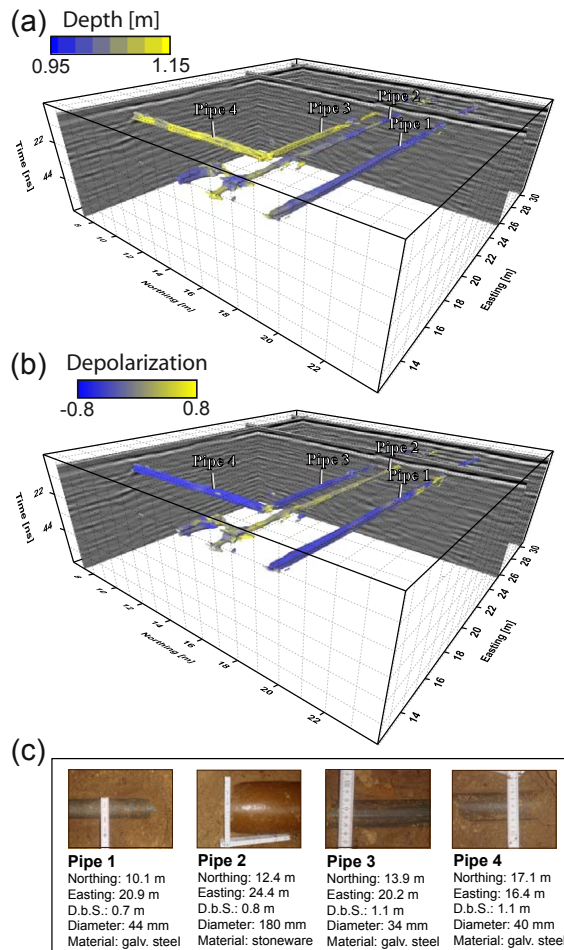 (a)
Depth [m]
0.95 1.15
Pipe 2
Pipe 4 Pipe 3
Pipe 1
Time [ns]
22
44
8 10 12 14 16 18 20 22
Northing [m]
14 16 18 20 22 24 26 28 30
Easting [m]
(b)
Depolarization
-0.8 0.8
Pipe 2
Pipe 4 Pipe 3
Pipe 1
Time [ns]
22
44
8 10 12 14 16 18 20 22
Northing [m]
14 16 18 20 22 24 26 28 30
Easting [m]
(c)
Pipe 1
Northing: 10.1 m
Easting: 20.9 m
D.b.S.: 0.7 m
Diameter: 44 mm
Material: galv. steel
Pipe 2
Northing: 12.4 m
Easting: 24.4 m
D.b.S.: 0.8 m
Diameter: 180 mm
Material: stoneware
Pipe 3
Northing: 13.9 m
Easting: 20.2 m
D.b.S.: 1.1 m
Diameter: 34 mm
Material: galv. steel
Pipe 4
Northing: 17.1 m
Easting: 16.4 m
D.b.S.: 1.1 m
Diameter: 40 mm
Material: galv. steel